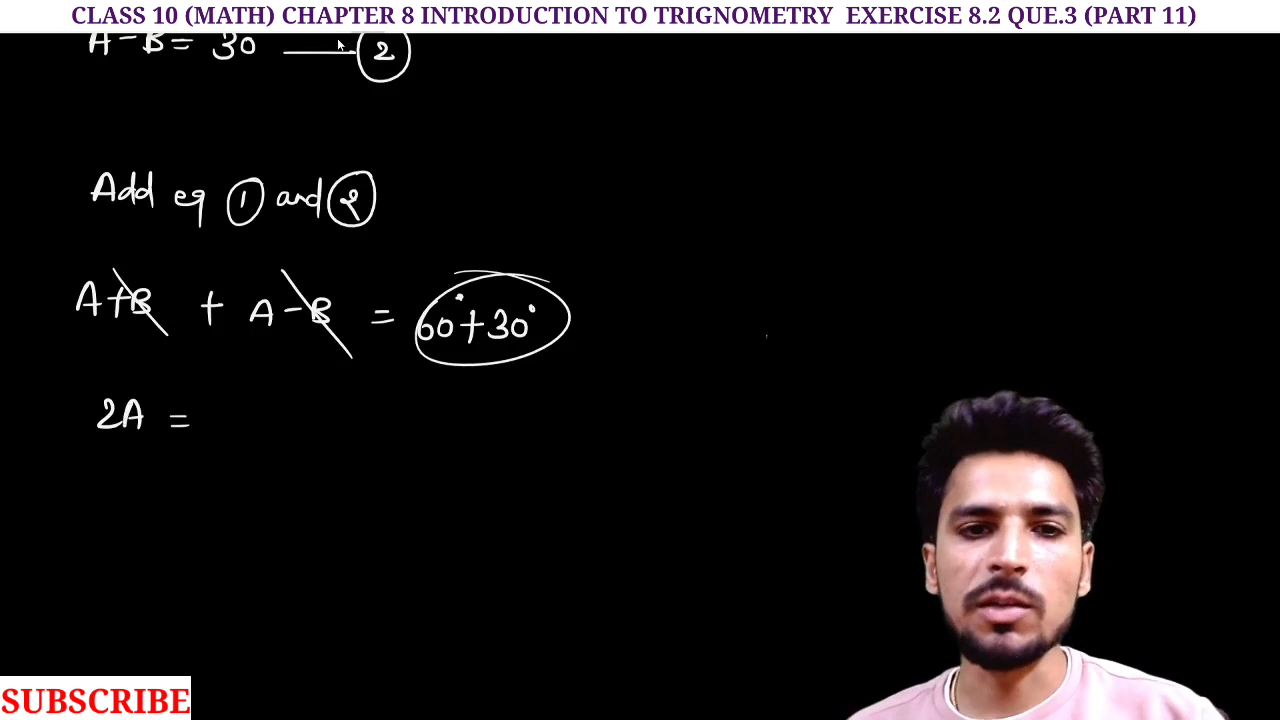 CLASS 10 (MATH) CHAPTER 8 INTRODUCTION TO TRIGNOMETRY EXERCISE 8.2 QUE.3 (PART 11)
A-B = 30 —— 2
Add eq 1 and 2
A+B + A-B = 60°+30°
2A =
SUBSCRIBE